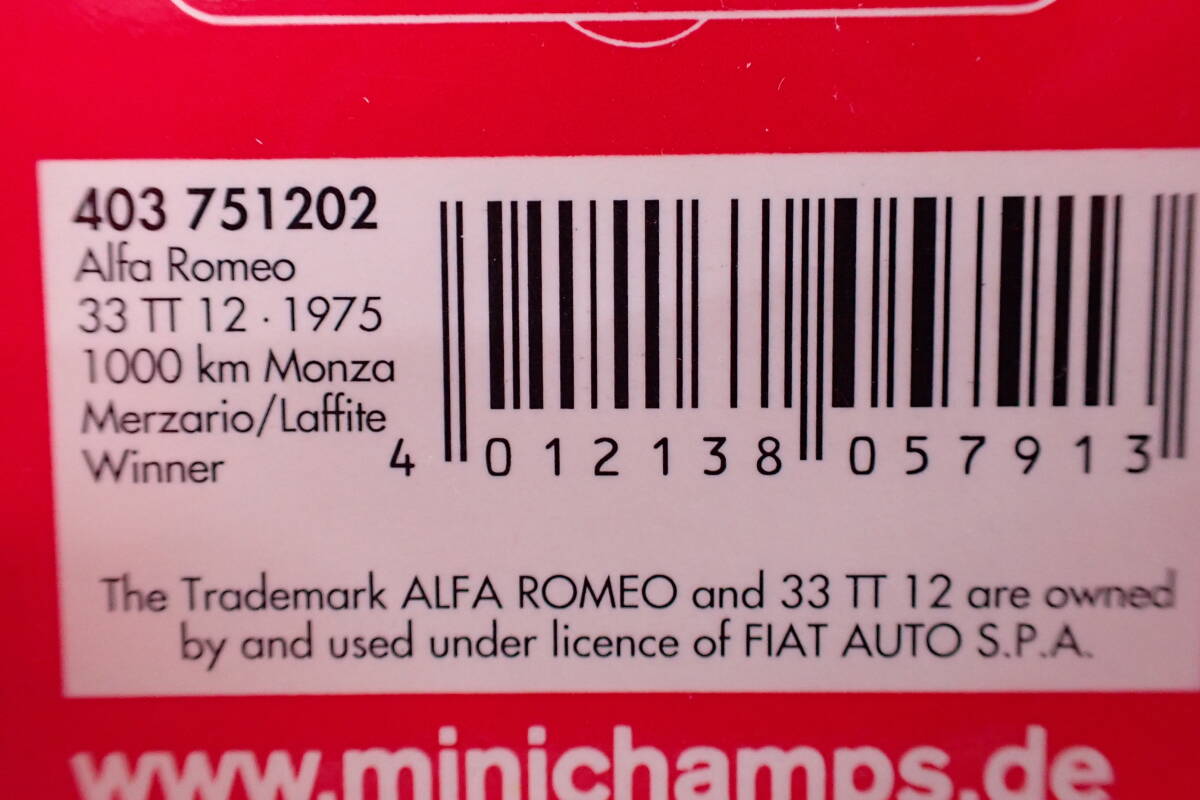 403 751202
Alfa Romeo
33 TT 12 · 1975
1000 km Monza
Merzario/Laffite
Winner
4 012138 057913
The Trademark ALFA ROMEO and 33 TT 12 are owned
by and used under licence of FIAT AUTO S.P.A.
www.minichamps.de